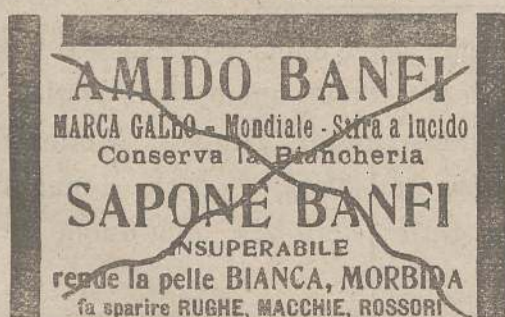 AMIDO BANFI
MARCA GALLO - Mondiale - Stira a lucido
Conserva la Biancheria
SAPONE BANFI
INSUPERABILE
rende la pelle BIANCA, MORBIDA
fa sparire RUGHE, MACCHIE, ROSSORI